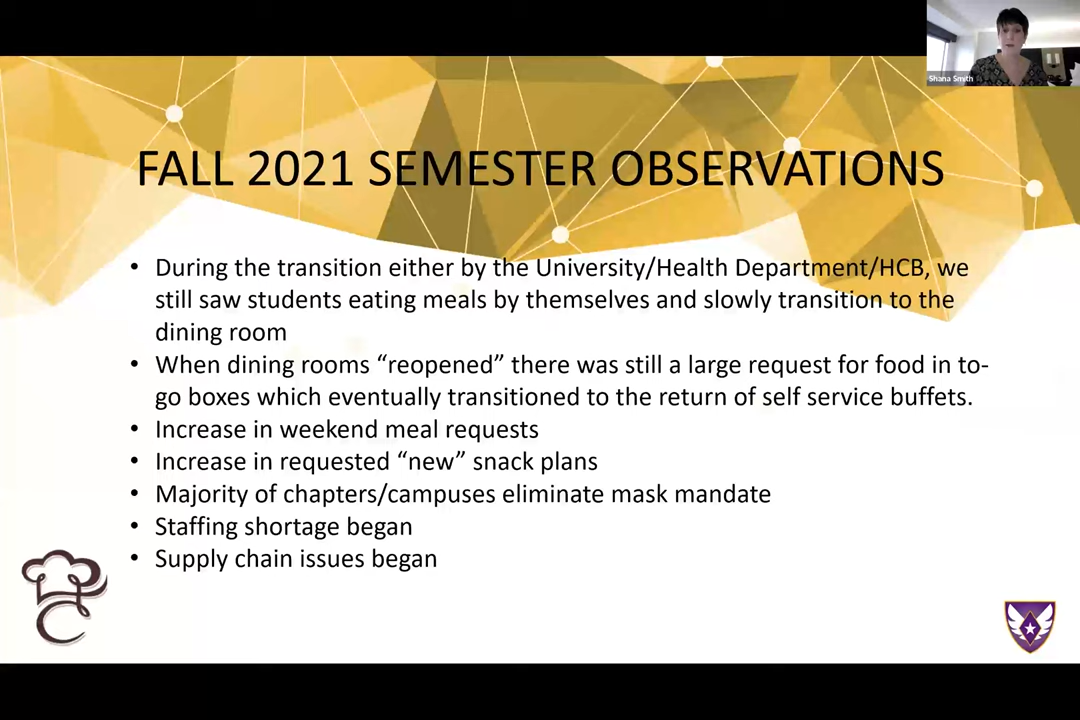 Shana Smith
FALL 2021 SEMESTER OBSERVATIONS
• During the transition either by the University/Health Department/HCB, we
still saw students eating meals by themselves and slowly transition to the
dining room
• When dining rooms “reopened” there was still a large request for food in to-
go boxes which eventually transitioned to the return of self service buffets.
• Increase in weekend meal requests
• Increase in requested “new” snack plans
• Majority of chapters/campuses eliminate mask mandate
• Staffing shortage began
• Supply chain issues began